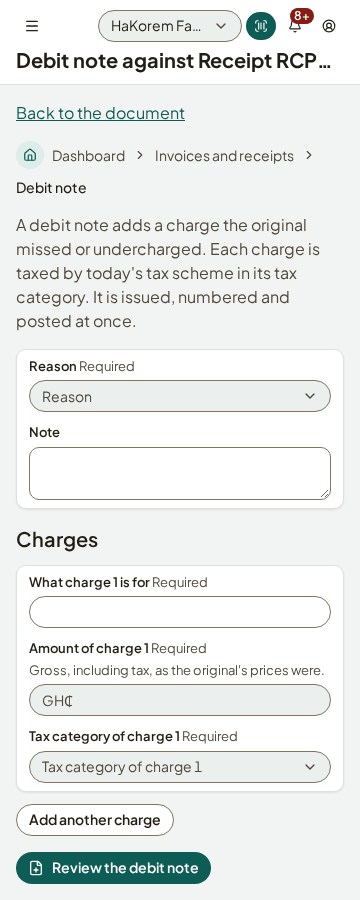 HaKorem Fa...
8+
Debit note against Receipt RCP...
Back to the document
Dashboard > Invoices and receipts >
Debit note
A debit note adds a charge the original
missed or undercharged. Each charge is
taxed by today's tax scheme in its tax
category. It is issued, numbered and
posted at once.
Reason Required
Reason
Note
Charges
What charge 1 is for Required
Amount of charge 1 Required
Gross, including tax, as the original's prices were.
GH₵
Tax category of charge 1 Required
Tax category of charge 1
Add another charge
Review the debit note